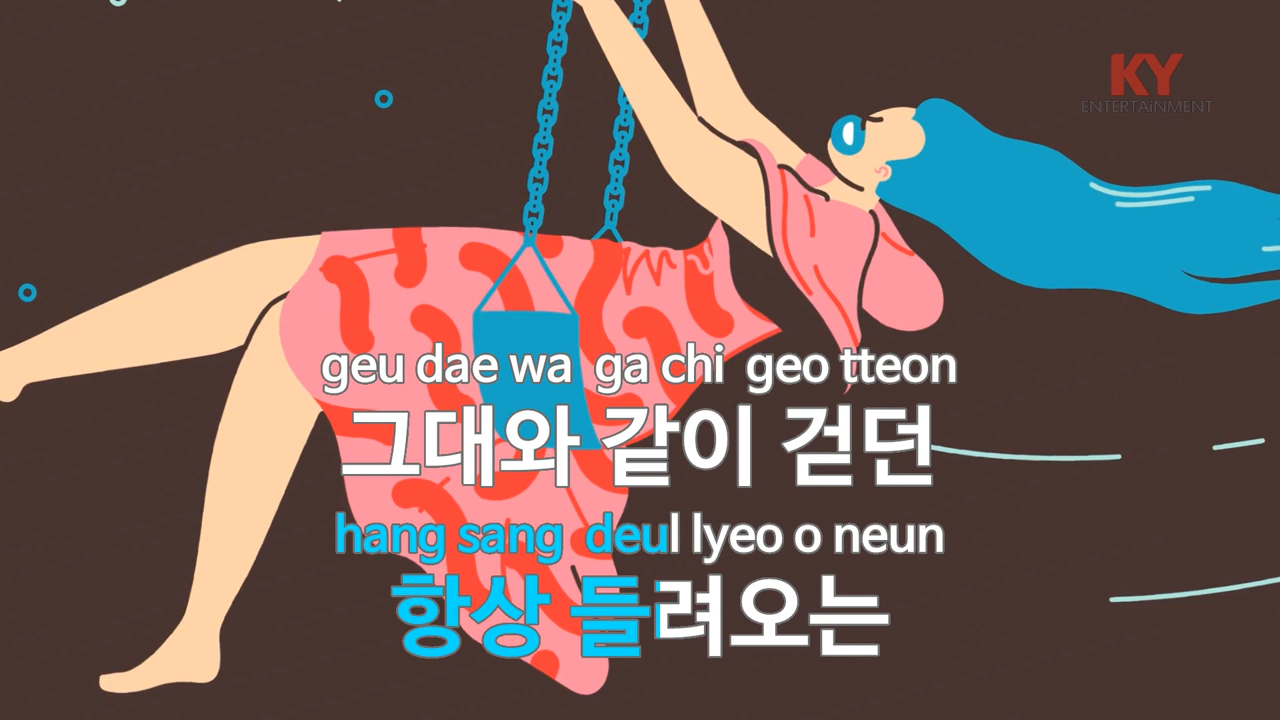 KY
ENTERTAiNMENT
geu dae wa ga chi geo tteon
그대와 같이 걷던
hang sang deul lyeo o neun
항상 들려오는